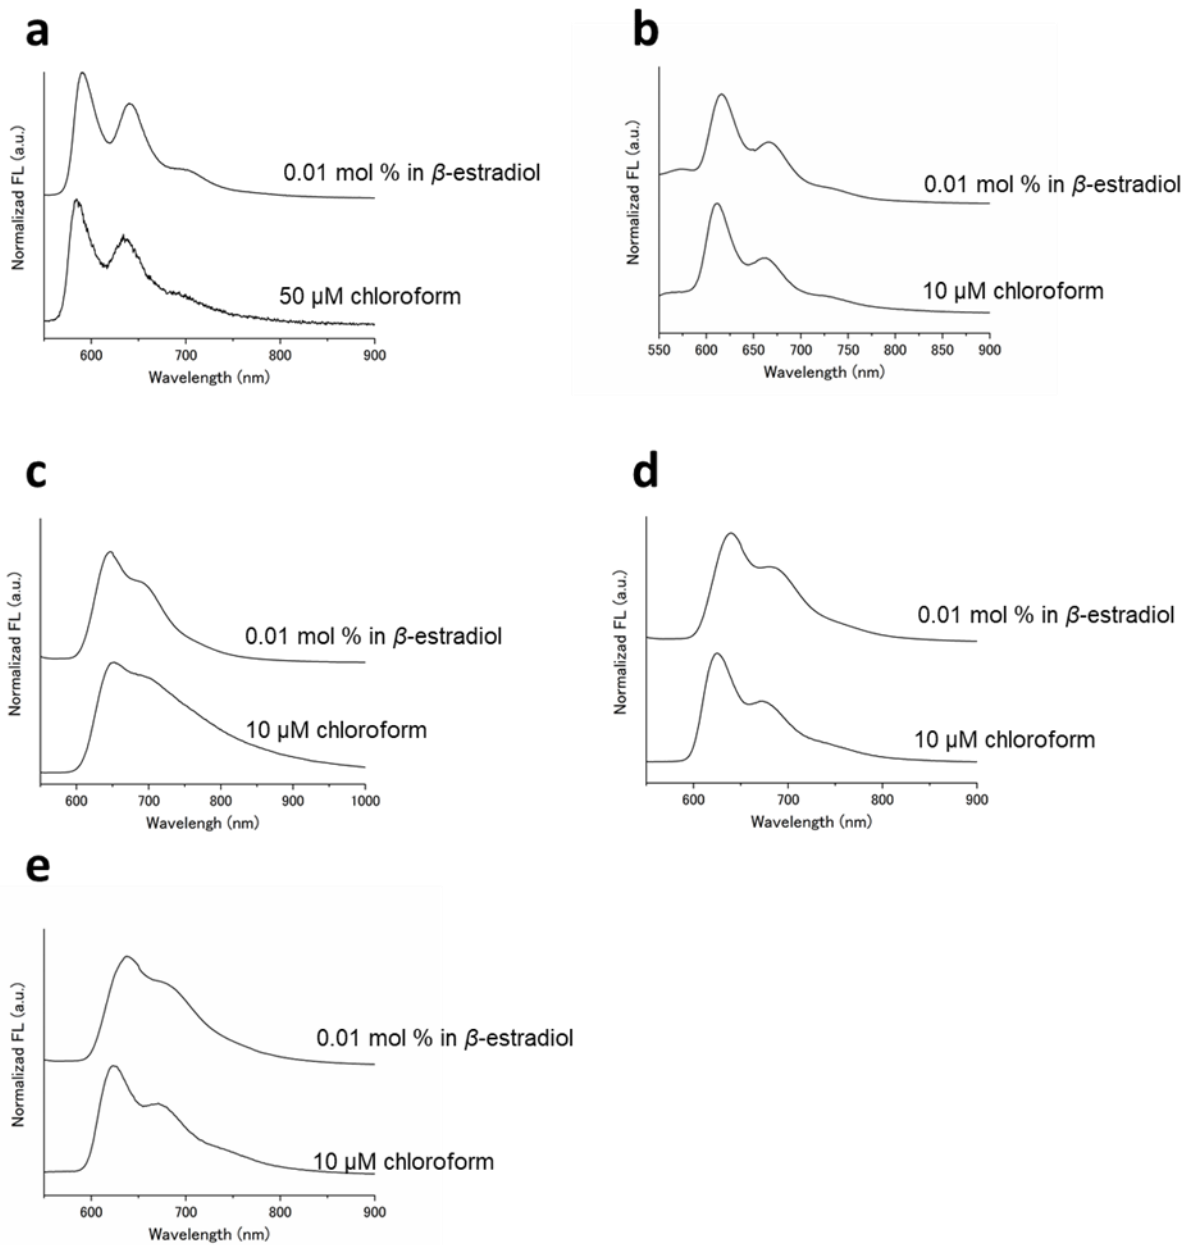 a
Normalizad FL (a.u.)
0.01 mol % in β-estradiol
50 μM chloroform
600 700 800 900
Wavelength (nm)
b
Normalizad FL (a.u.)
0.01 mol % in β-estradiol
10 μM chloroform
550 600 650 700 750 800 850 900
Wavelength (nm)
c
Normalizad FL (a.u.)
0.01 mol % in β-estradiol
10 μM chloroform
600 700 800 900 1000
Wavelengh (nm)
d
Normalizad FL (a.u.)
0.01 mol % in β-estradiol
10 μM chloroform
600 700 800 900
Wavelength (nm)
e
Normalizad FL (a.u.)
0.01 mol % in β-estradiol
10 μM chloroform
600 700 800 900
Wavelength (nm)